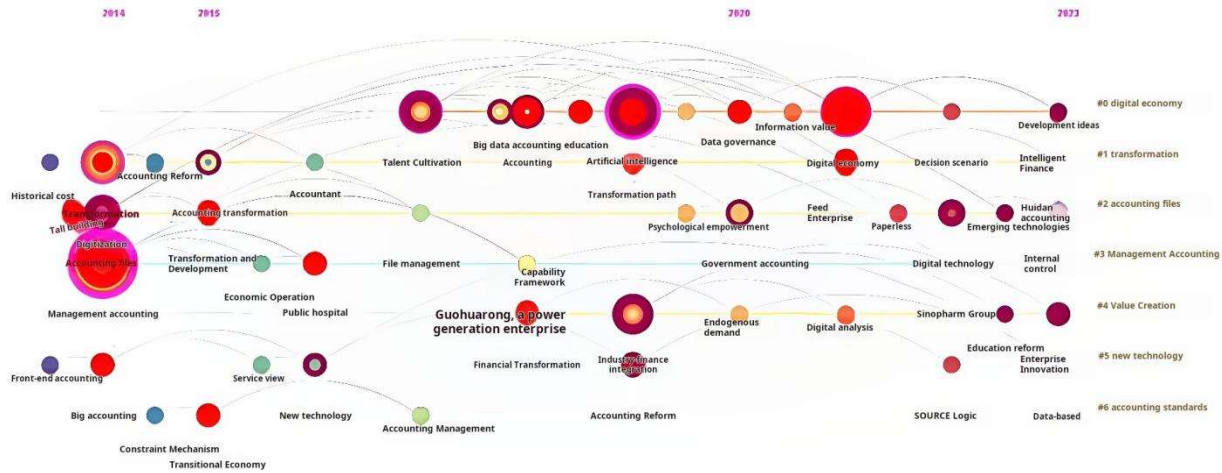 2014 2015 2020 2023
#0 digital economy
Development ideas
Information value
Data governance
Big data accounting education
#1 transformation
Talent Cultivation Accounting Artificial intelligence Digital economy Decision scenario Intelligent
Finance
Accounting Reform
Historical cost Accountant Transformation path
#2 accounting files
Transformation Accounting transformation Feed
Enterprise Huidan
accounting
Tall building Psychological empowerment Paperless Emerging technologies
Digitization
#3 Management Accounting
Accounting files Transformation and
Development File management Government accounting Digital technology Internal
control
Capability
Framework
Economic Operation
#4 Value Creation
Management accounting Public hospital Guohuarong, a power
generation enterprise Endogenous
demand Digital analysis Sinopharm Group
Education reform
#5 new technology
Financial Transformation Industry-finance
integration Enterprise
Innovation
Front-end accounting Service view
#6 accounting standards
Big accounting New technology Accounting Reform SOURCE Logic Data-based
Accounting Management
Constraint Mechanism
Transitional Economy